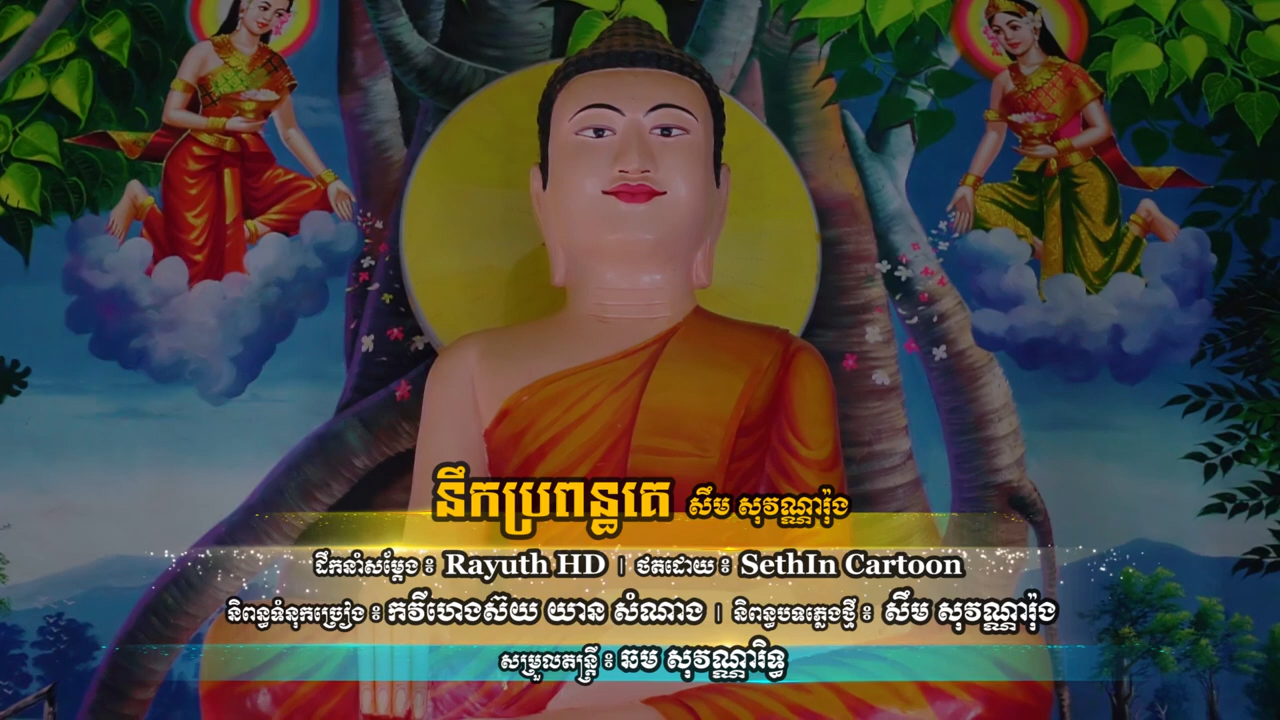 នឹកប្រពន្ធគេ សឹម សុវណ្ណារ៉ុង
ដឹកនាំសម្ដែង ៖ Rayuth HD | ថតដោយ ៖ SethIn Cartoon
និពន្ធទំនុកច្រៀង ៖ កវីហេងស៊យ យាន សំណាង | និពន្ធបទភ្លេងថ្មី ៖ សឹម សុវណ្ណារ៉ុង
សម្រួលតន្ត្រី ៖ ឆម សុវណ្ណារិទ្ធ